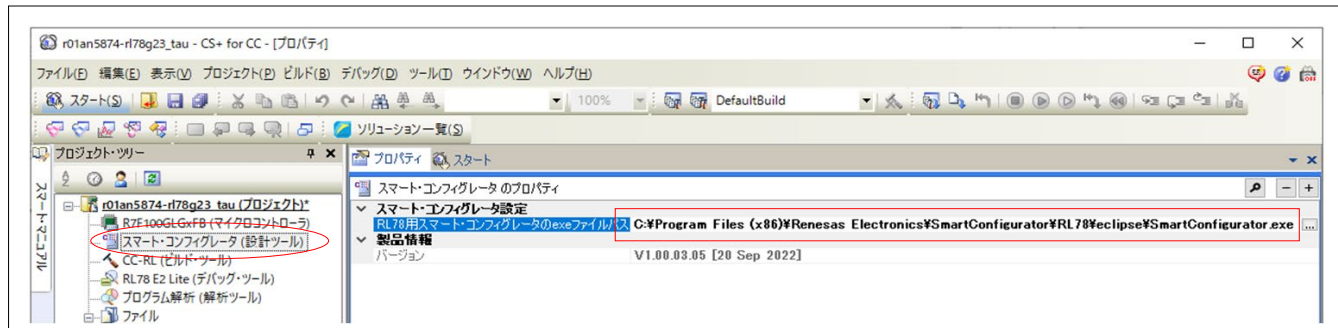 r01an5874-rl78g23_tau - CS+ for CC - [プロパティ]
ファイル(F) 編集(E) 表示(V) プロジェクト(P) ビルド(B) デバッグ(D) ツール(T) ウインドウ(W) ヘルプ(H)
スタート(S) 100% DefaultBuild
ソリューション一覧(S)
プロジェクト・ツリー
プロパティ スタート
スマートマニュアル
r01an5874-rl78g23_tau (プロジェクト)*
R7F100GLGxFB (マイクロコントローラ)
スマート・コンフィグレータ (設計ツール)
CC-RL (ビルド・ツール)
RL78 E2 Lite (デバッグ・ツール)
プログラム解析 (解析ツール)
ファイル
スマート・コンフィグレータ のプロパティ
スマート・コンフィグレータ設定
RL78用スマート・コンフィグレータのexeファイルパス C:¥Program Files (x86)¥Renesas Electronics¥SmartConfigurator¥RL78¥eclipse¥SmartConfigurator.exe ...
製品情報
バージョン V1.00.03.05 [20 Sep 2022]